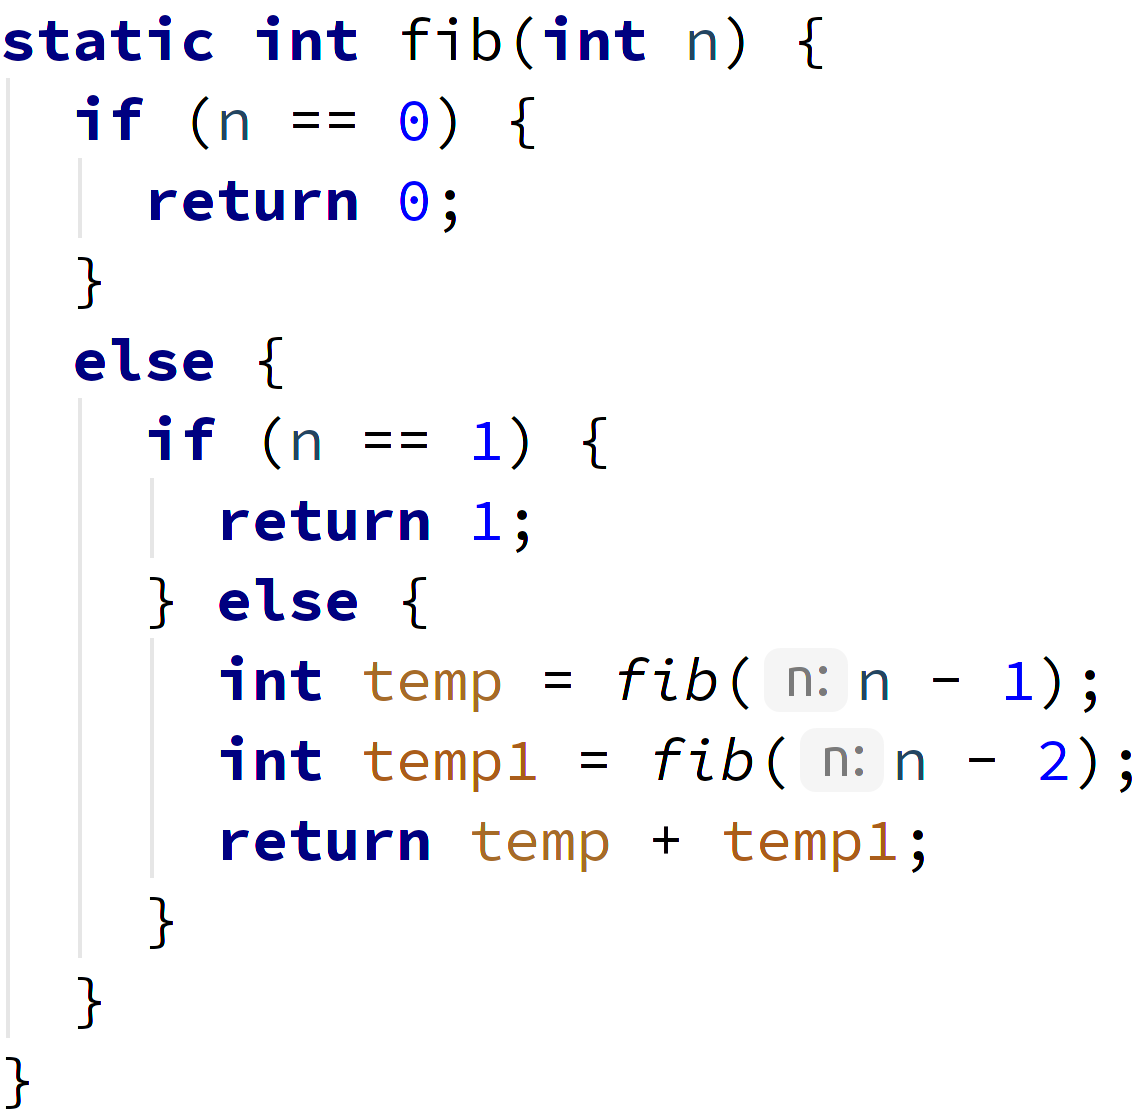 static int fib(int n) {
  if (n == 0) {
    return 0;
  }
  else {
    if (n == 1) {
      return 1;
    } else {
      int temp = fib( n: n - 1);
      int temp1 = fib( n: n - 2);
      return temp + temp1;
    }
  }
}